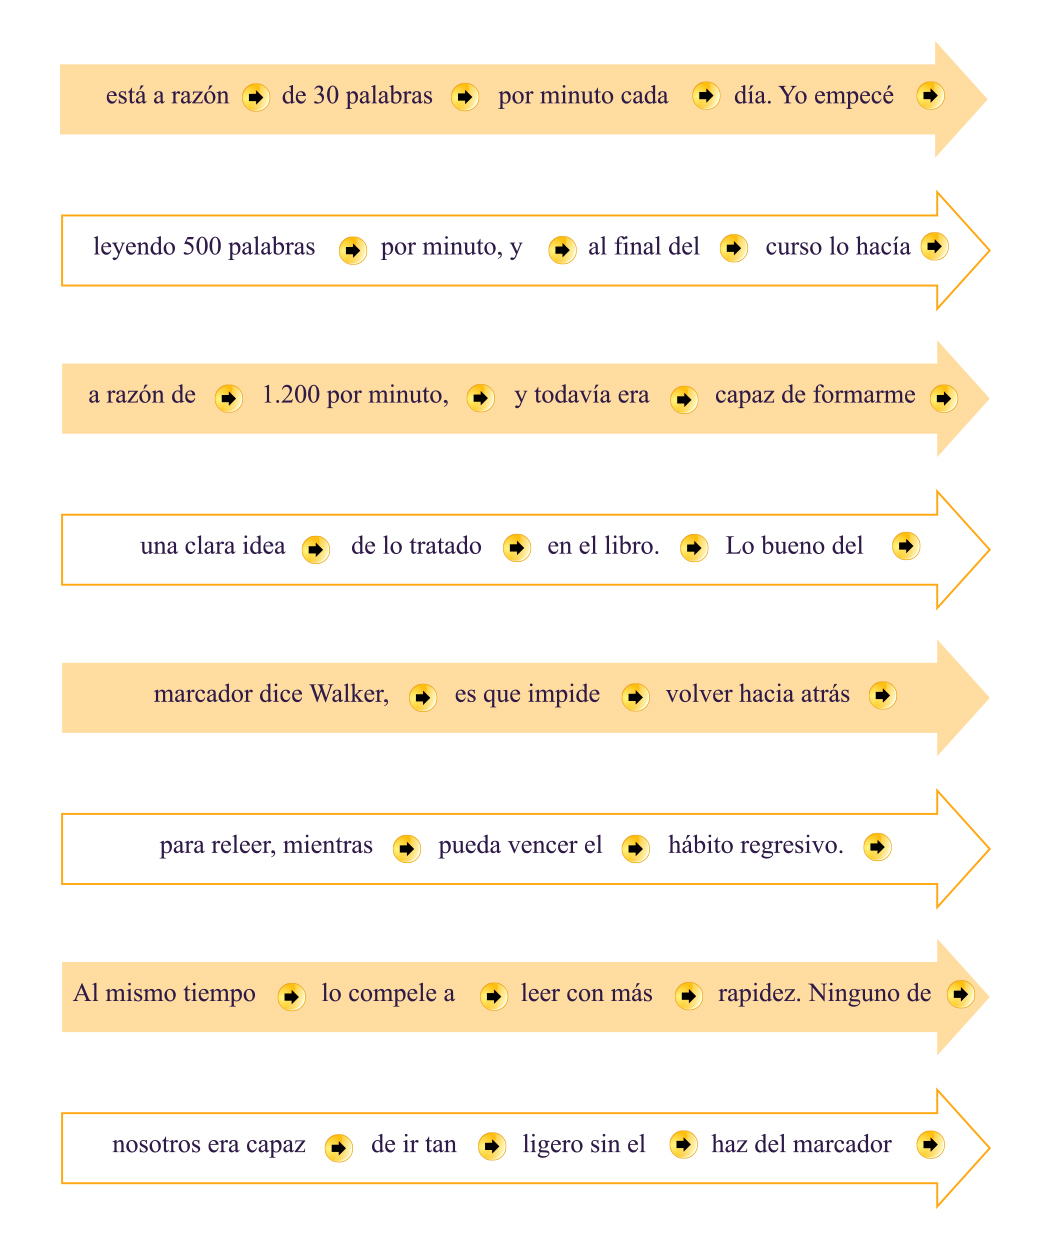 está a razón de 30 palabras por minuto cada día. Yo empecé
leyendo 500 palabras por minuto, y al final del curso lo hacía
a razón de 1.200 por minuto, y todavía era capaz de formarme
una clara idea de lo tratado en el libro. Lo bueno del
marcador dice Walker, es que impide volver hacia atrás
para releer, mientras pueda vencer el hábito regresivo.
Al mismo tiempo lo compele a leer con más rapidez. Ninguno de
nosotros era capaz de ir tan ligero sin el haz del marcador